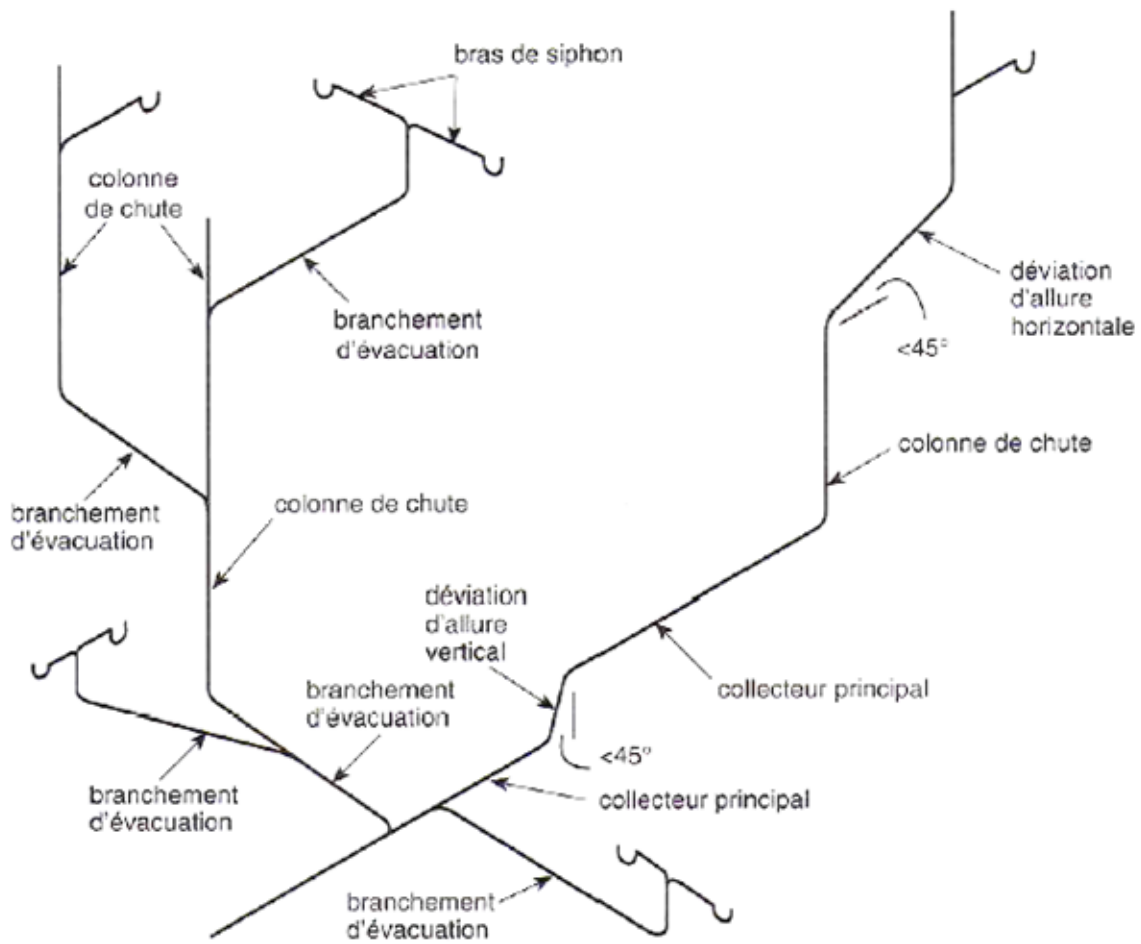 bras de siphon
colonne
de chute
branchement
d'évacuation
déviation
d'allure
horizontale
<45°
colonne de chute
branchement
d'évacuation
colonne de chute
déviation
d'allure
vertical
branchement
d'évacuation
collecteur principal
<45°
branchement
d'évacuation
collecteur principal
branchement
d'évacuation